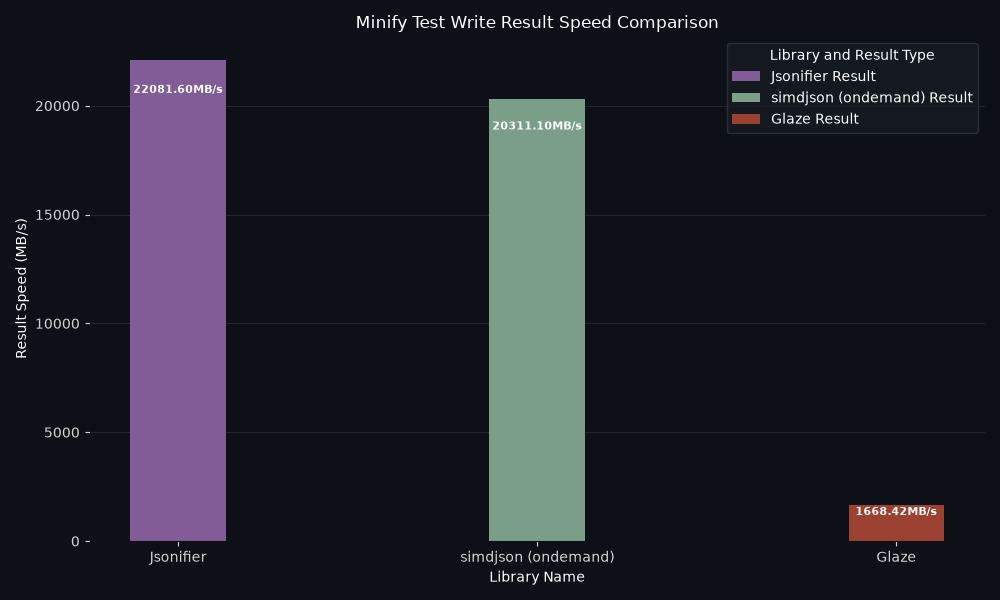 Minify Test Write Result Speed Comparison
Library and Result Type
Jsonifier Result
simdjson (ondemand) Result
Glaze Result
22081.60MB/s
20311.10MB/s
1668.42MB/s
Result Speed (MB/s)
20000
15000
10000
5000
0
Jsonifier
simdjson (ondemand)
Glaze
Library Name